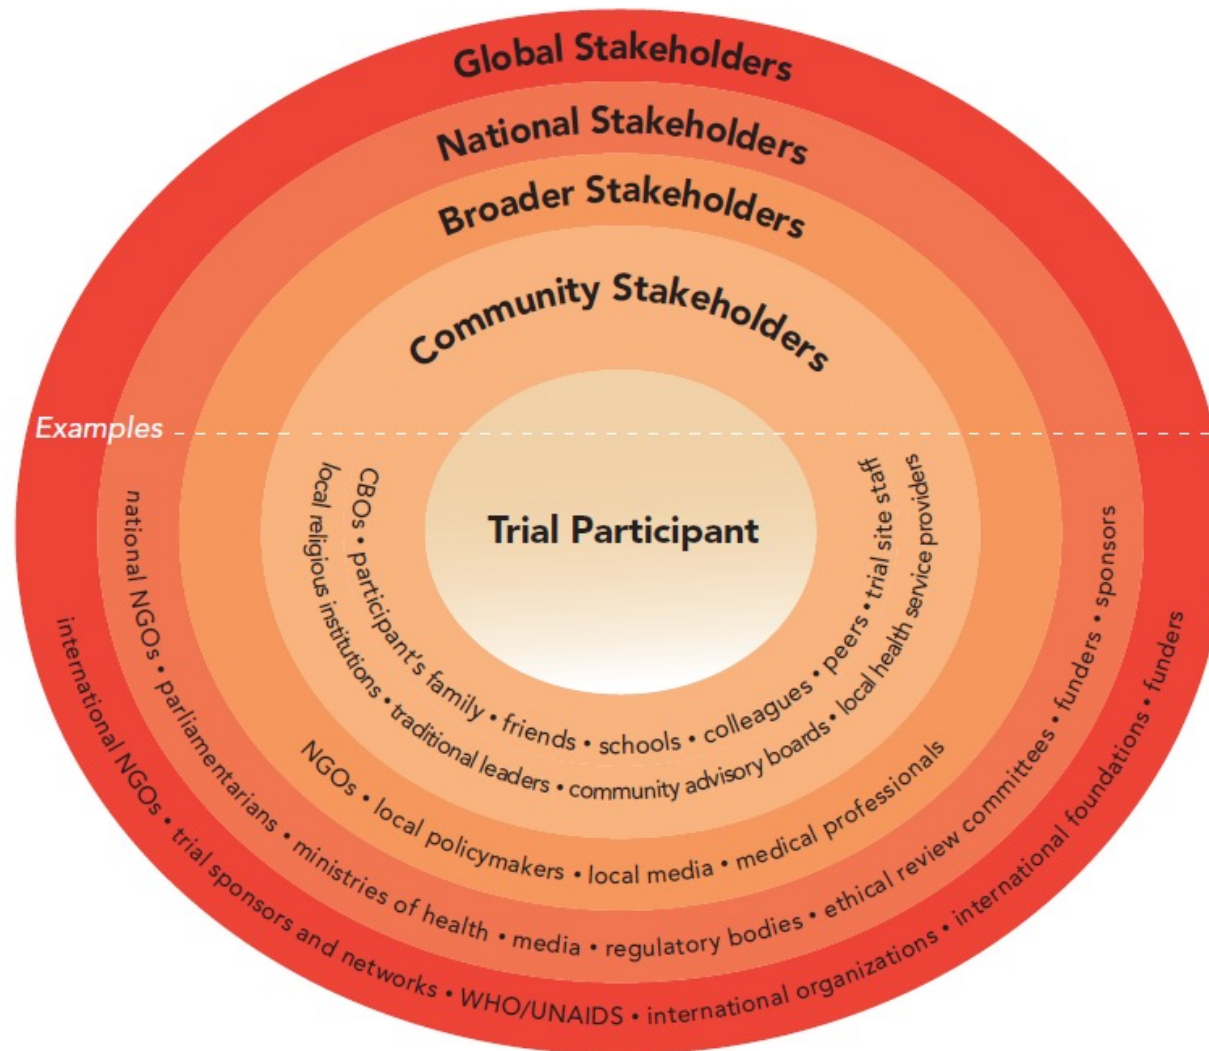 Global Stakeholders
National Stakeholders
Broader Stakeholders
Community Stakeholders
Examples
Trial Participant
CBOs • participant's family • friends • schools • colleagues • peers • trial site staff
local religious institutions • traditional leaders • community advisory boards • local health service providers
NGOs • local policymakers • local media • medical professionals
national NGOs • parliamentarians • ministries of health • media • regulatory bodies • ethical review committees • funders • sponsors
international NGOs • trial sponsors and networks • WHO/UNAIDS • international organizations • international foundations • funders